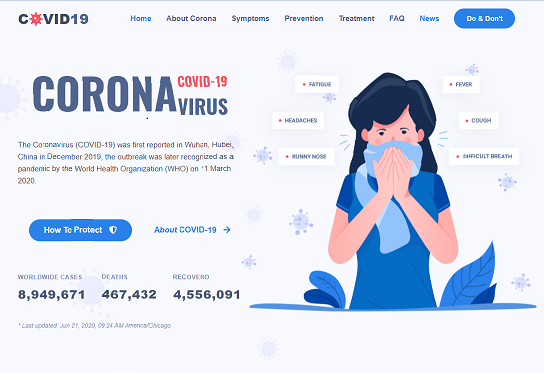 COVID19
Home About Corona Symptoms Prevention Treatment FAQ News Do & Don't
CORONA
COVID-19
VIRUS
The Coronavirus (COVID-19) was first reported in Wuhan, Hubei,
China in December 2019, the outbreak was later recognized as a
pandemic by the World Health Organization (WHO) on 11 March
2020.
How To Protect
About COVID-19
WORLDWIDE CASES DEATHS RECOVERD
8,949,671 467,432 4,556,091
* Last updated: Jun 21, 2020, 09:24 AM America/Chicago
FATIGUE
FEVER
HEADACHES
COUGH
RUNNY NOSE
DIFFICULT BREATH